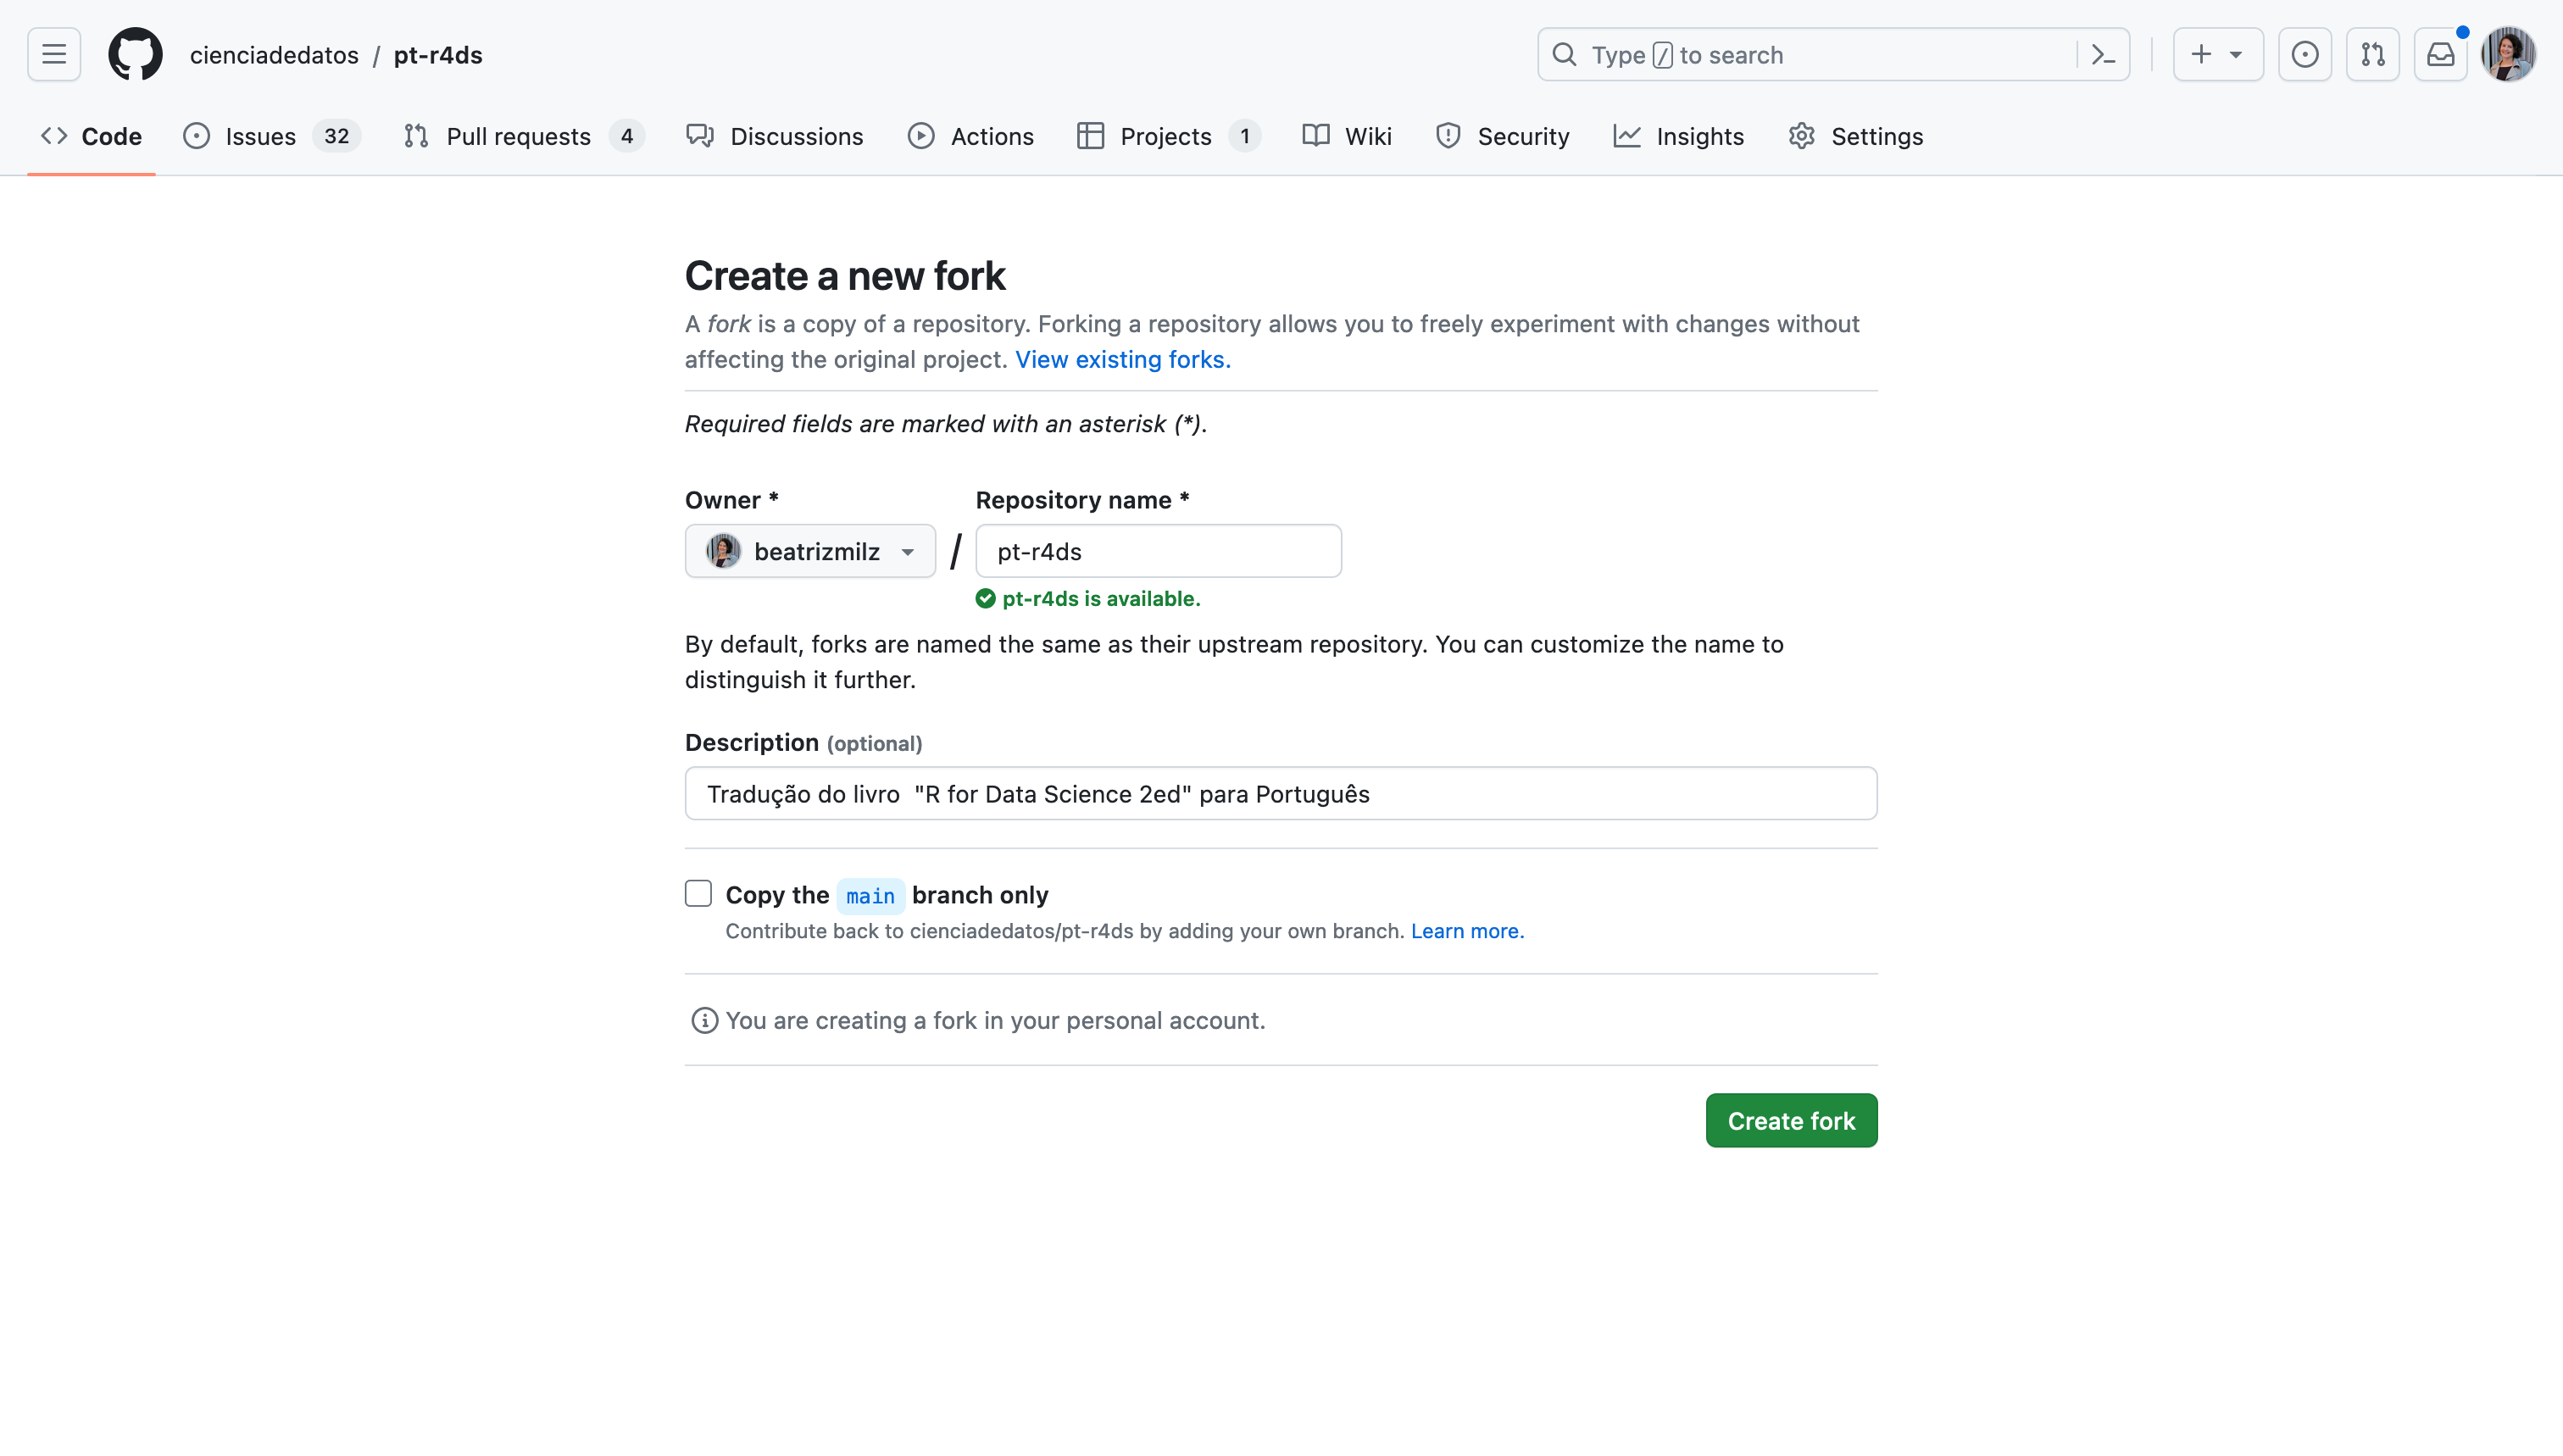 cienciadedatos / pt-r4ds
Type / to search
Code
Issues 32
Pull requests 4
Discussions
Actions
Projects 1
Wiki
Security
Insights
Settings
Create a new fork
A fork is a copy of a repository. Forking a repository allows you to freely experiment with changes without
affecting the original project. View existing forks.
Required fields are marked with an asterisk (*).
Owner *
Repository name *
beatrizmilz / pt-r4ds
pt-r4ds is available.
By default, forks are named the same as their upstream repository. You can customize the name to
distinguish it further.
Description (optional)
Tradução do livro  "R for Data Science 2ed" para Português
Copy the main branch only
Contribute back to cienciadedatos/pt-r4ds by adding your own branch. Learn more.
You are creating a fork in your personal account.
Create fork